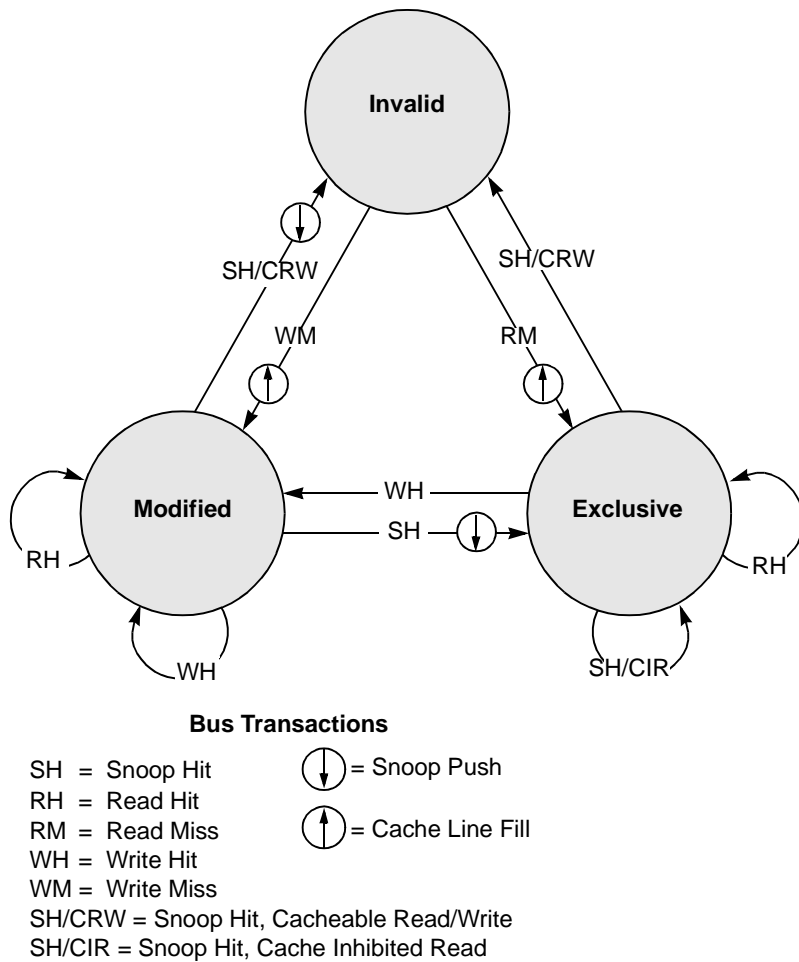 Invalid
SH/CRW
SH/CRW
WM
RM
Modified
WH
Exclusive
SH
RH
RH
WH
SH/CIR
Bus Transactions
SH = Snoop Hit
= Snoop Push
RH = Read Hit
RM = Read Miss
= Cache Line Fill
WH = Write Hit
WM = Write Miss
SH/CRW = Snoop Hit, Cacheable Read/Write
SH/CIR = Snoop Hit, Cache Inhibited Read